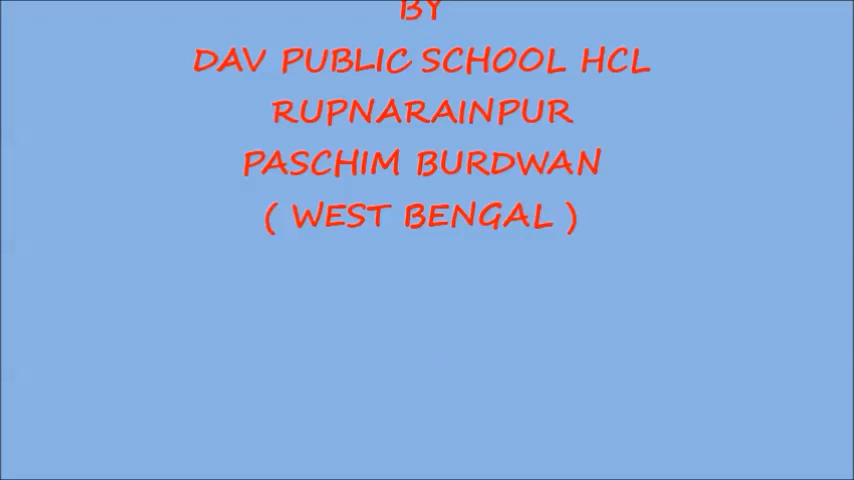 BY
DAV PUBLIC SCHOOL HCL
RUPNARAINPUR
PASCHIM BURDWAN
( WEST BENGAL )